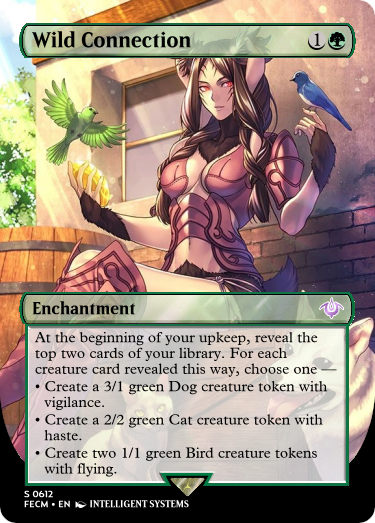 Wild Connection 1
Enchantment
At the beginning of your upkeep, reveal the
top two cards of your library. For each
creature card revealed this way, choose one —
• Create a 3/1 green Dog creature token with
vigilance.
• Create a 2/2 green Cat creature token with
haste.
• Create two 1/1 green Bird creature tokens
with flying.
S 0612
FECM • EN INTELLIGENT SYSTEMS